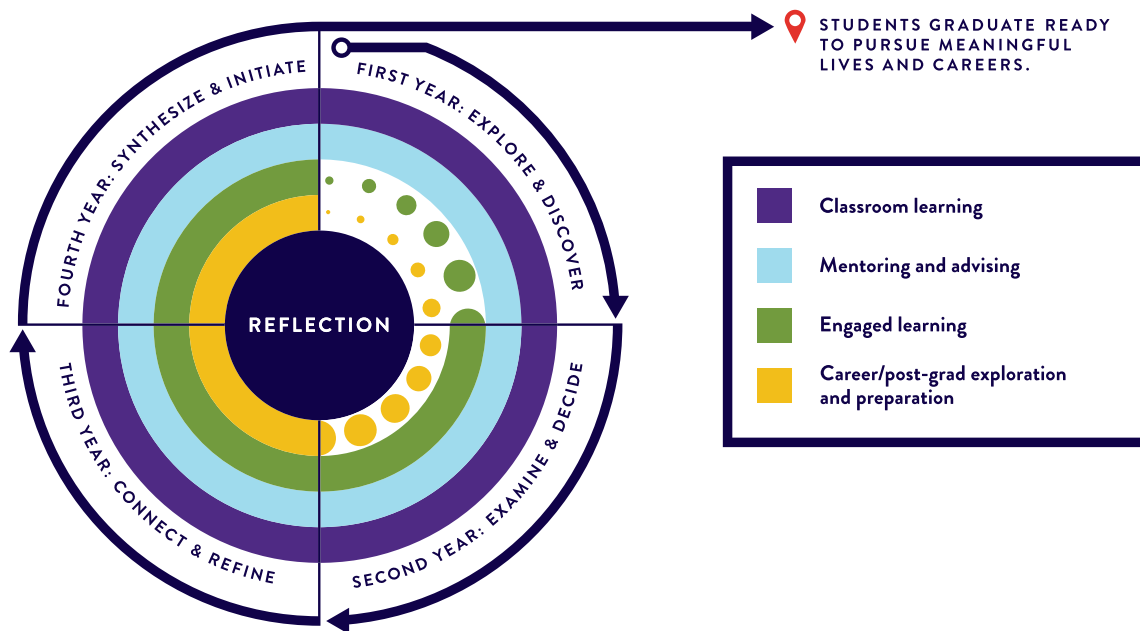 STUDENTS GRADUATE READY
TO PURSUE MEANINGFUL
LIVES AND CAREERS.
FIRST YEAR: EXPLORE & DISCOVER
SECOND YEAR: EXAMINE & DECIDE
THIRD YEAR: CONNECT & REFINE
FOURTH YEAR: SYNTHESIZE & INITIATE
REFLECTION
Classroom learning
Mentoring and advising
Engaged learning
Career/post-grad exploration
and preparation